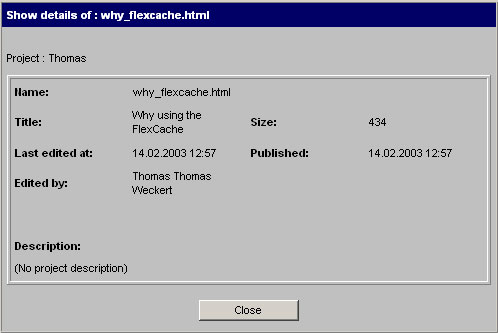 Show details of : why_flexcache.html
Project : Thomas
Name: why_flexcache.html
Title: Why using the FlexCache Size: 434
Last edited at: 14.02.2003 12:57 Published: 14.02.2003 12:57
Edited by: Thomas Thomas Weckert
Description:
(No project description)
Close